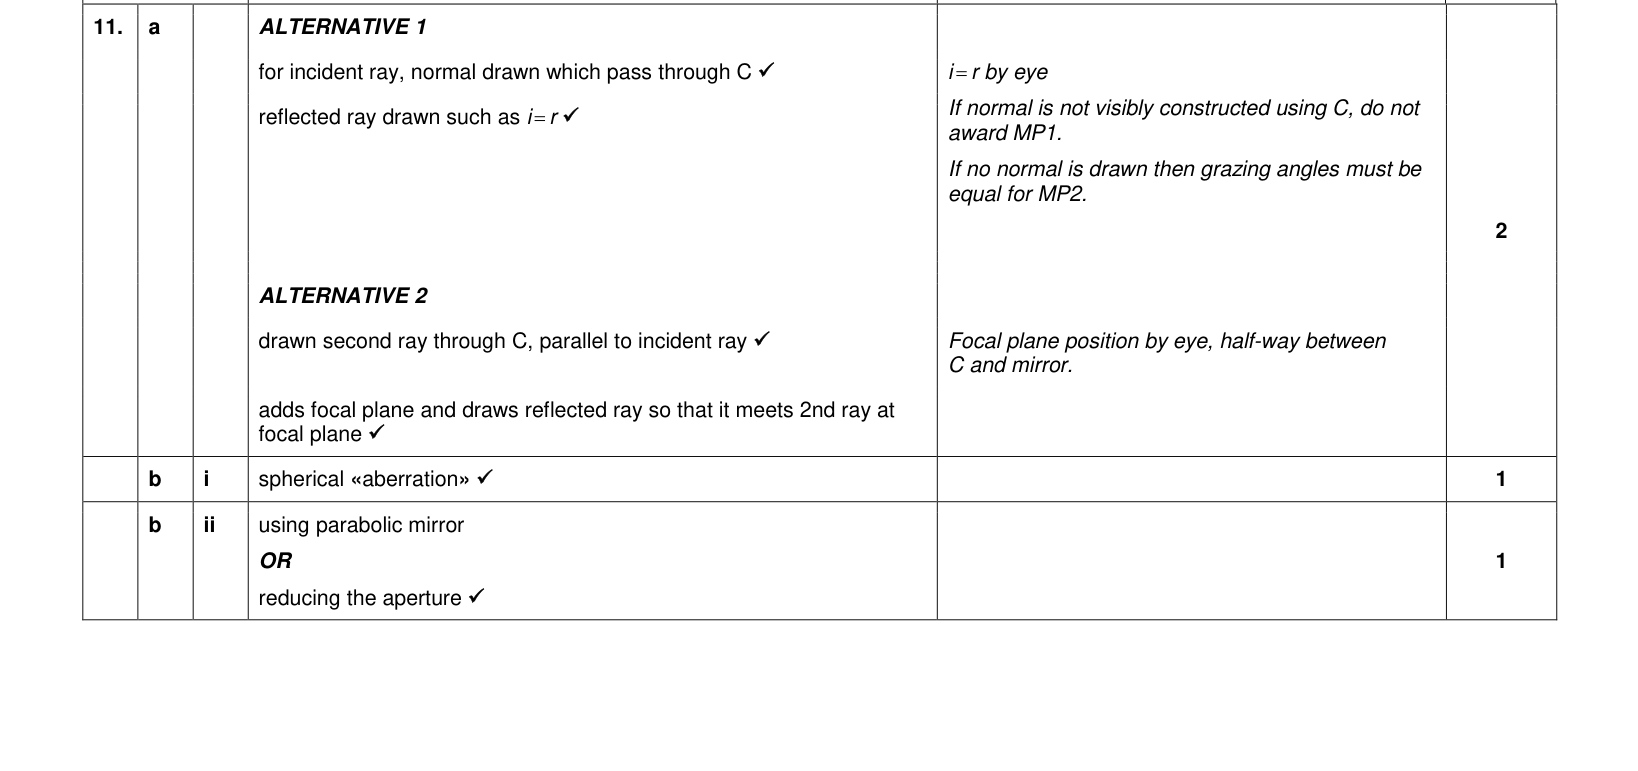 11. a ALTERNATIVE 1
for incident ray, normal drawn which pass through C ✓
i= r by eye
reflected ray drawn such as i= r ✓
If normal is not visibly constructed using C, do not
award MP1.
If no normal is drawn then grazing angles must be
equal for MP2.
2
ALTERNATIVE 2
drawn second ray through C, parallel to incident ray ✓
Focal plane position by eye, half-way between
C and mirror.
adds focal plane and draws reflected ray so that it meets 2nd ray at
focal plane ✓
b i spherical «aberration» ✓ 1
b ii using parabolic mirror
OR
1
reducing the aperture ✓